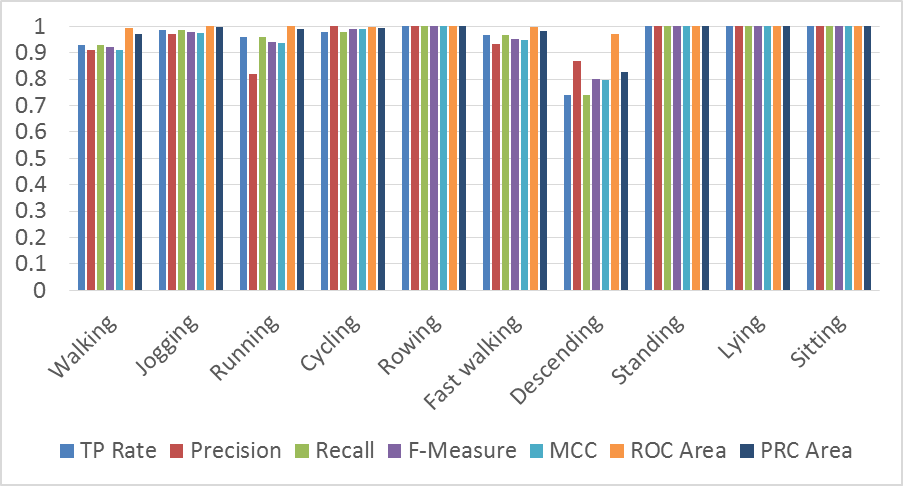 1
0.9
0.8
0.7
0.6
0.5
0.4
0.3
0.2
0.1
0
Walking
Jogging
Running
Cycling
Rowing
Fast walking
Descending
Standing
Lying
Sitting
TP Rate Precision Recall F-Measure MCC ROC Area PRC Area